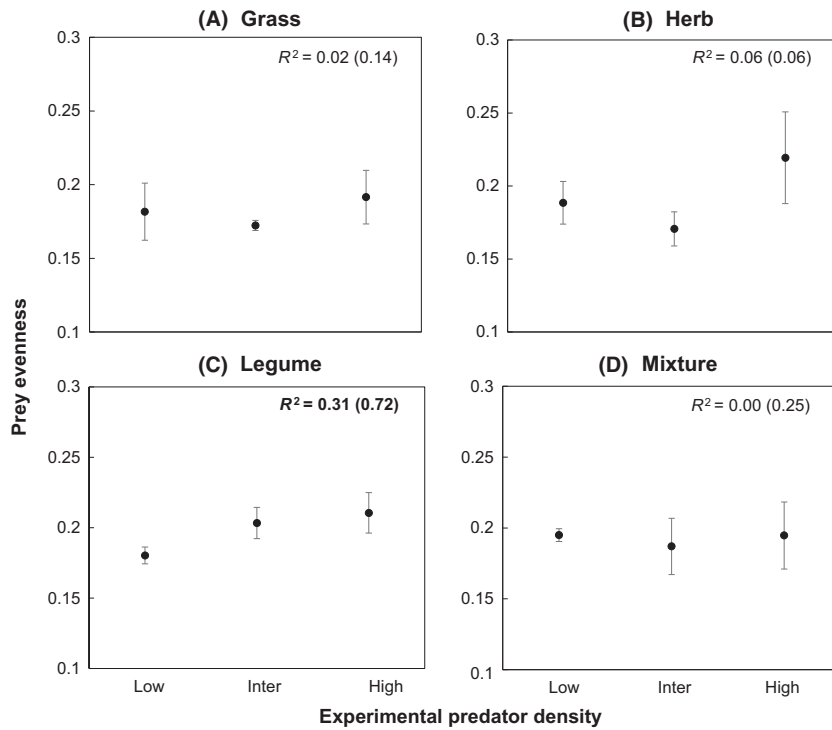 (A) Grass
R² = 0.02 (0.14)
0.3
0.25
0.2
0.15
0.1
(B) Herb
R² = 0.06 (0.06)
0.3
0.25
0.2
0.15
0.1
(C) Legume
R² = 0.31 (0.72)
0.3
0.25
0.2
0.15
0.1
Low Inter High
(D) Mixture
R² = 0.00 (0.25)
0.3
0.25
0.2
0.15
0.1
Low Inter High
Prey evenness
Experimental predator density